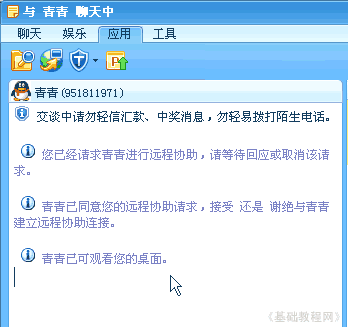 与 青青 聊天中
聊天 娱乐 应用 工具
青青(951811971)
交谈中请勿轻信汇款、中奖消息，勿轻易拨打陌生电话。
您已经请求青青进行远程协助，请等待回应或取消该请
求。
青青已同意您的远程协助请求，接受 还是 谢绝与青青
建立远程协助连接。
青青已可观看您的桌面。
《基础教程网》